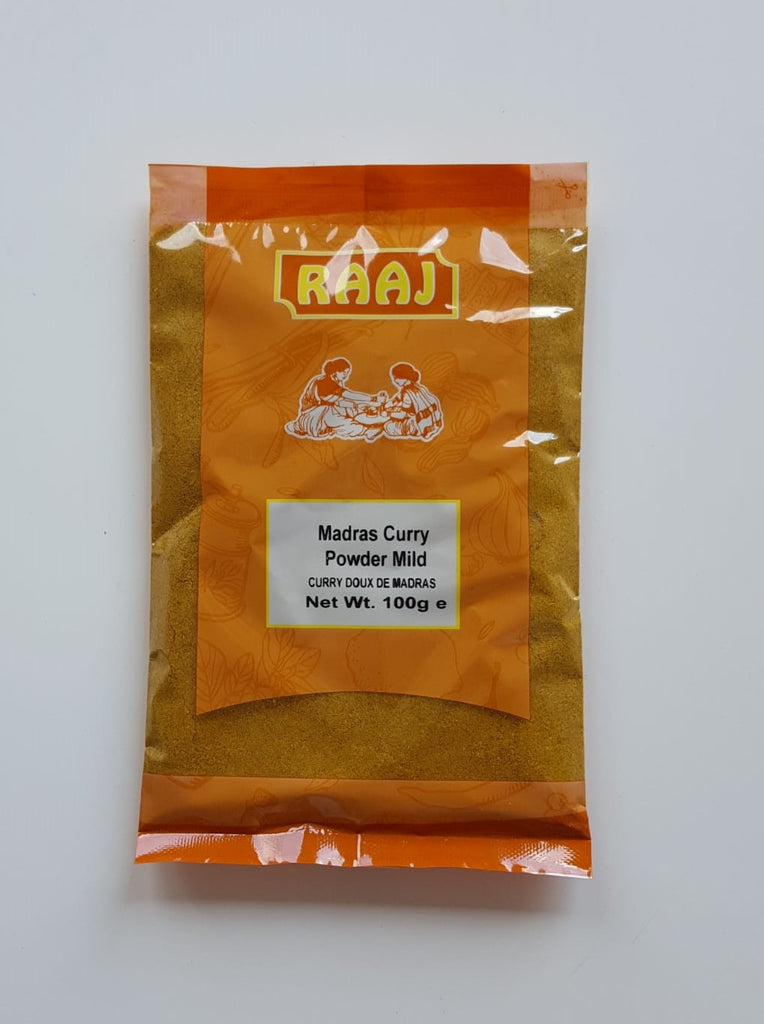 RAAJ
Madras Curry
Powder Mild
CURRY DOUX DE MADRAS
Net Wt. 100g e